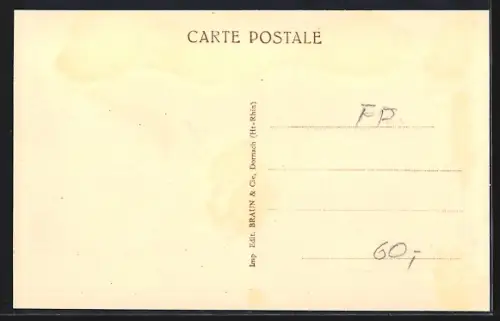 CARTE POSTALE
Imp. Edit. BRAUN & Cie, Dornach (Ht-Rhin)
FP
60,-